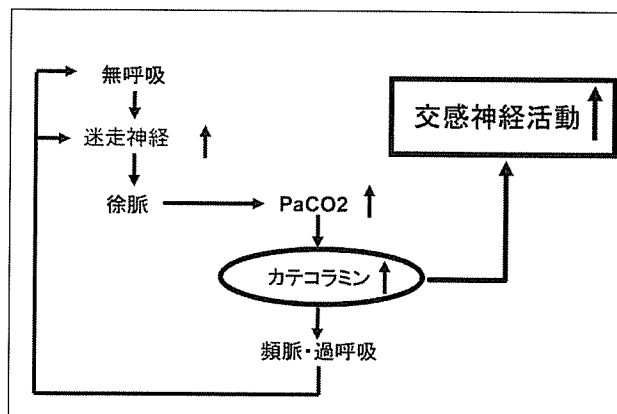 無呼吸
交感神経活動
迷走神経
徐脈
PaCO2
カテコラミン
頻脈・過呼吸